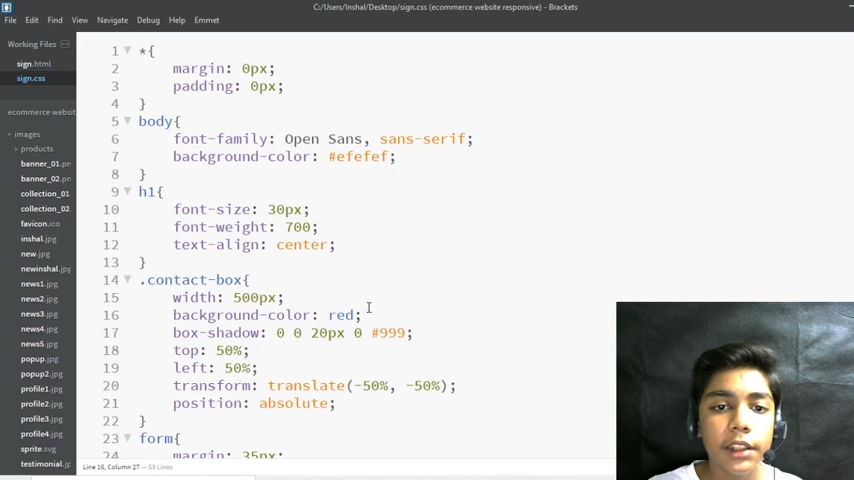 C:/Users/Inshal/Desktop/sign.css (ecommerce website responsive) - Brackets
File Edit Find View Navigate Debug Help Emmet
Working Files
sign.html
sign.css
ecommerce websit
images
products
banner_01.pn
banner_02.pn
collection_01
collection_02
favicon.ico
inshal.jpg
new.jpg
newinshal.jpg
news1.jpg
news2.jpg
news3.jpg
news4.jpg
news5.jpg
popup.jpg
popup2.jpg
profile1.jpg
profile2.jpg
profile3.jpg
profile4.jpg
sprite.svg
testimonial.j
1 *{
2 margin: 0px;
3 padding: 0px;
4 }
5 body{
6 font-family: Open Sans, sans-serif;
7 background-color: #efefef;
8 }
9 h1{
10 font-size: 30px;
11 font-weight: 700;
12 text-align: center;
13 }
14 .contact-box{
15 width: 500px;
16 background-color: red;
17 box-shadow: 0 0 20px 0 #999;
18 top: 50%;
19 left: 50%;
20 transform: translate(-50%, -50%);
21 position: absolute;
22 }
23 form{
24 margin: 35px;
Line 16, Column 27 — 63 Lines